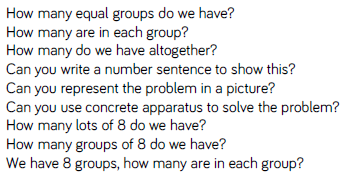 How many equal groups do we have?
How many are in each group?
How many do we have altogether?
Can you write a number sentence to show this?
Can you represent the problem in a picture?
Can you use concrete apparatus to solve the problem?
How many lots of 8 do we have?
How many groups of 8 do we have?
We have 8 groups, how many are in each group?